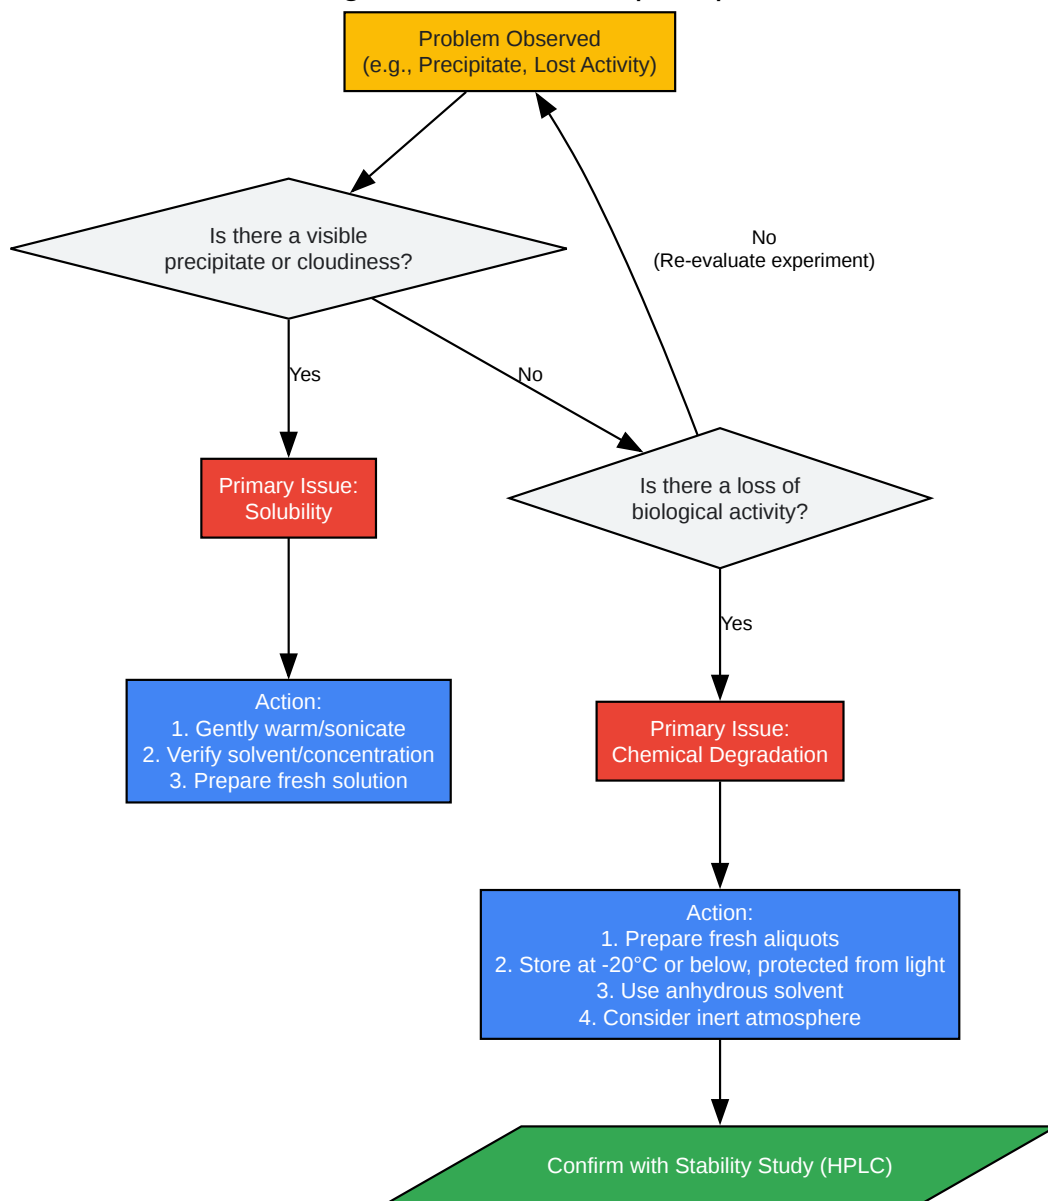 Problem Observed
(e.g., Precipitate, Lost Activity)
Is there a visible
precipitate or cloudiness?
No
(Re-evaluate experiment)
Yes
No
Primary Issue:
Solubility
Is there a loss of
biological activity?
Yes
Action:
1. Gently warm/sonicate
2. Verify solvent/concentration
3. Prepare fresh solution
Primary Issue:
Chemical Degradation
Action:
1. Prepare fresh aliquots
2. Store at -20°C or below, protected from light
3. Use anhydrous solvent
4. Consider inert atmosphere
Confirm with Stability Study (HPLC)